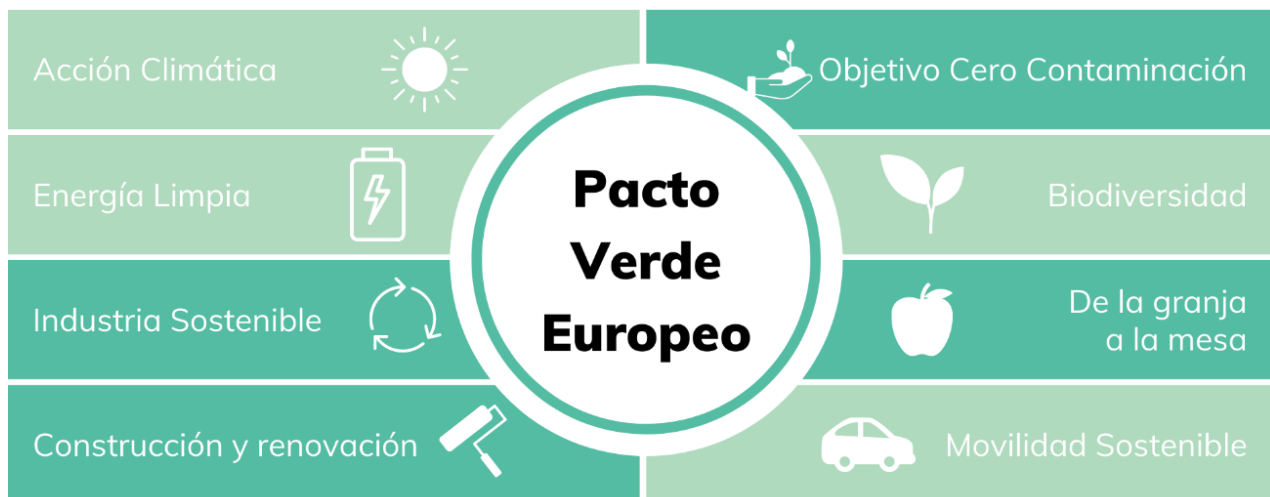 Acción Climática
Energía Limpia
Industria Sostenible
Construcción y renovación
Pacto
Verde
Europeo
Objetivo Cero Contaminación
Biodiversidad
De la granja
a la mesa
Movilidad Sostenible